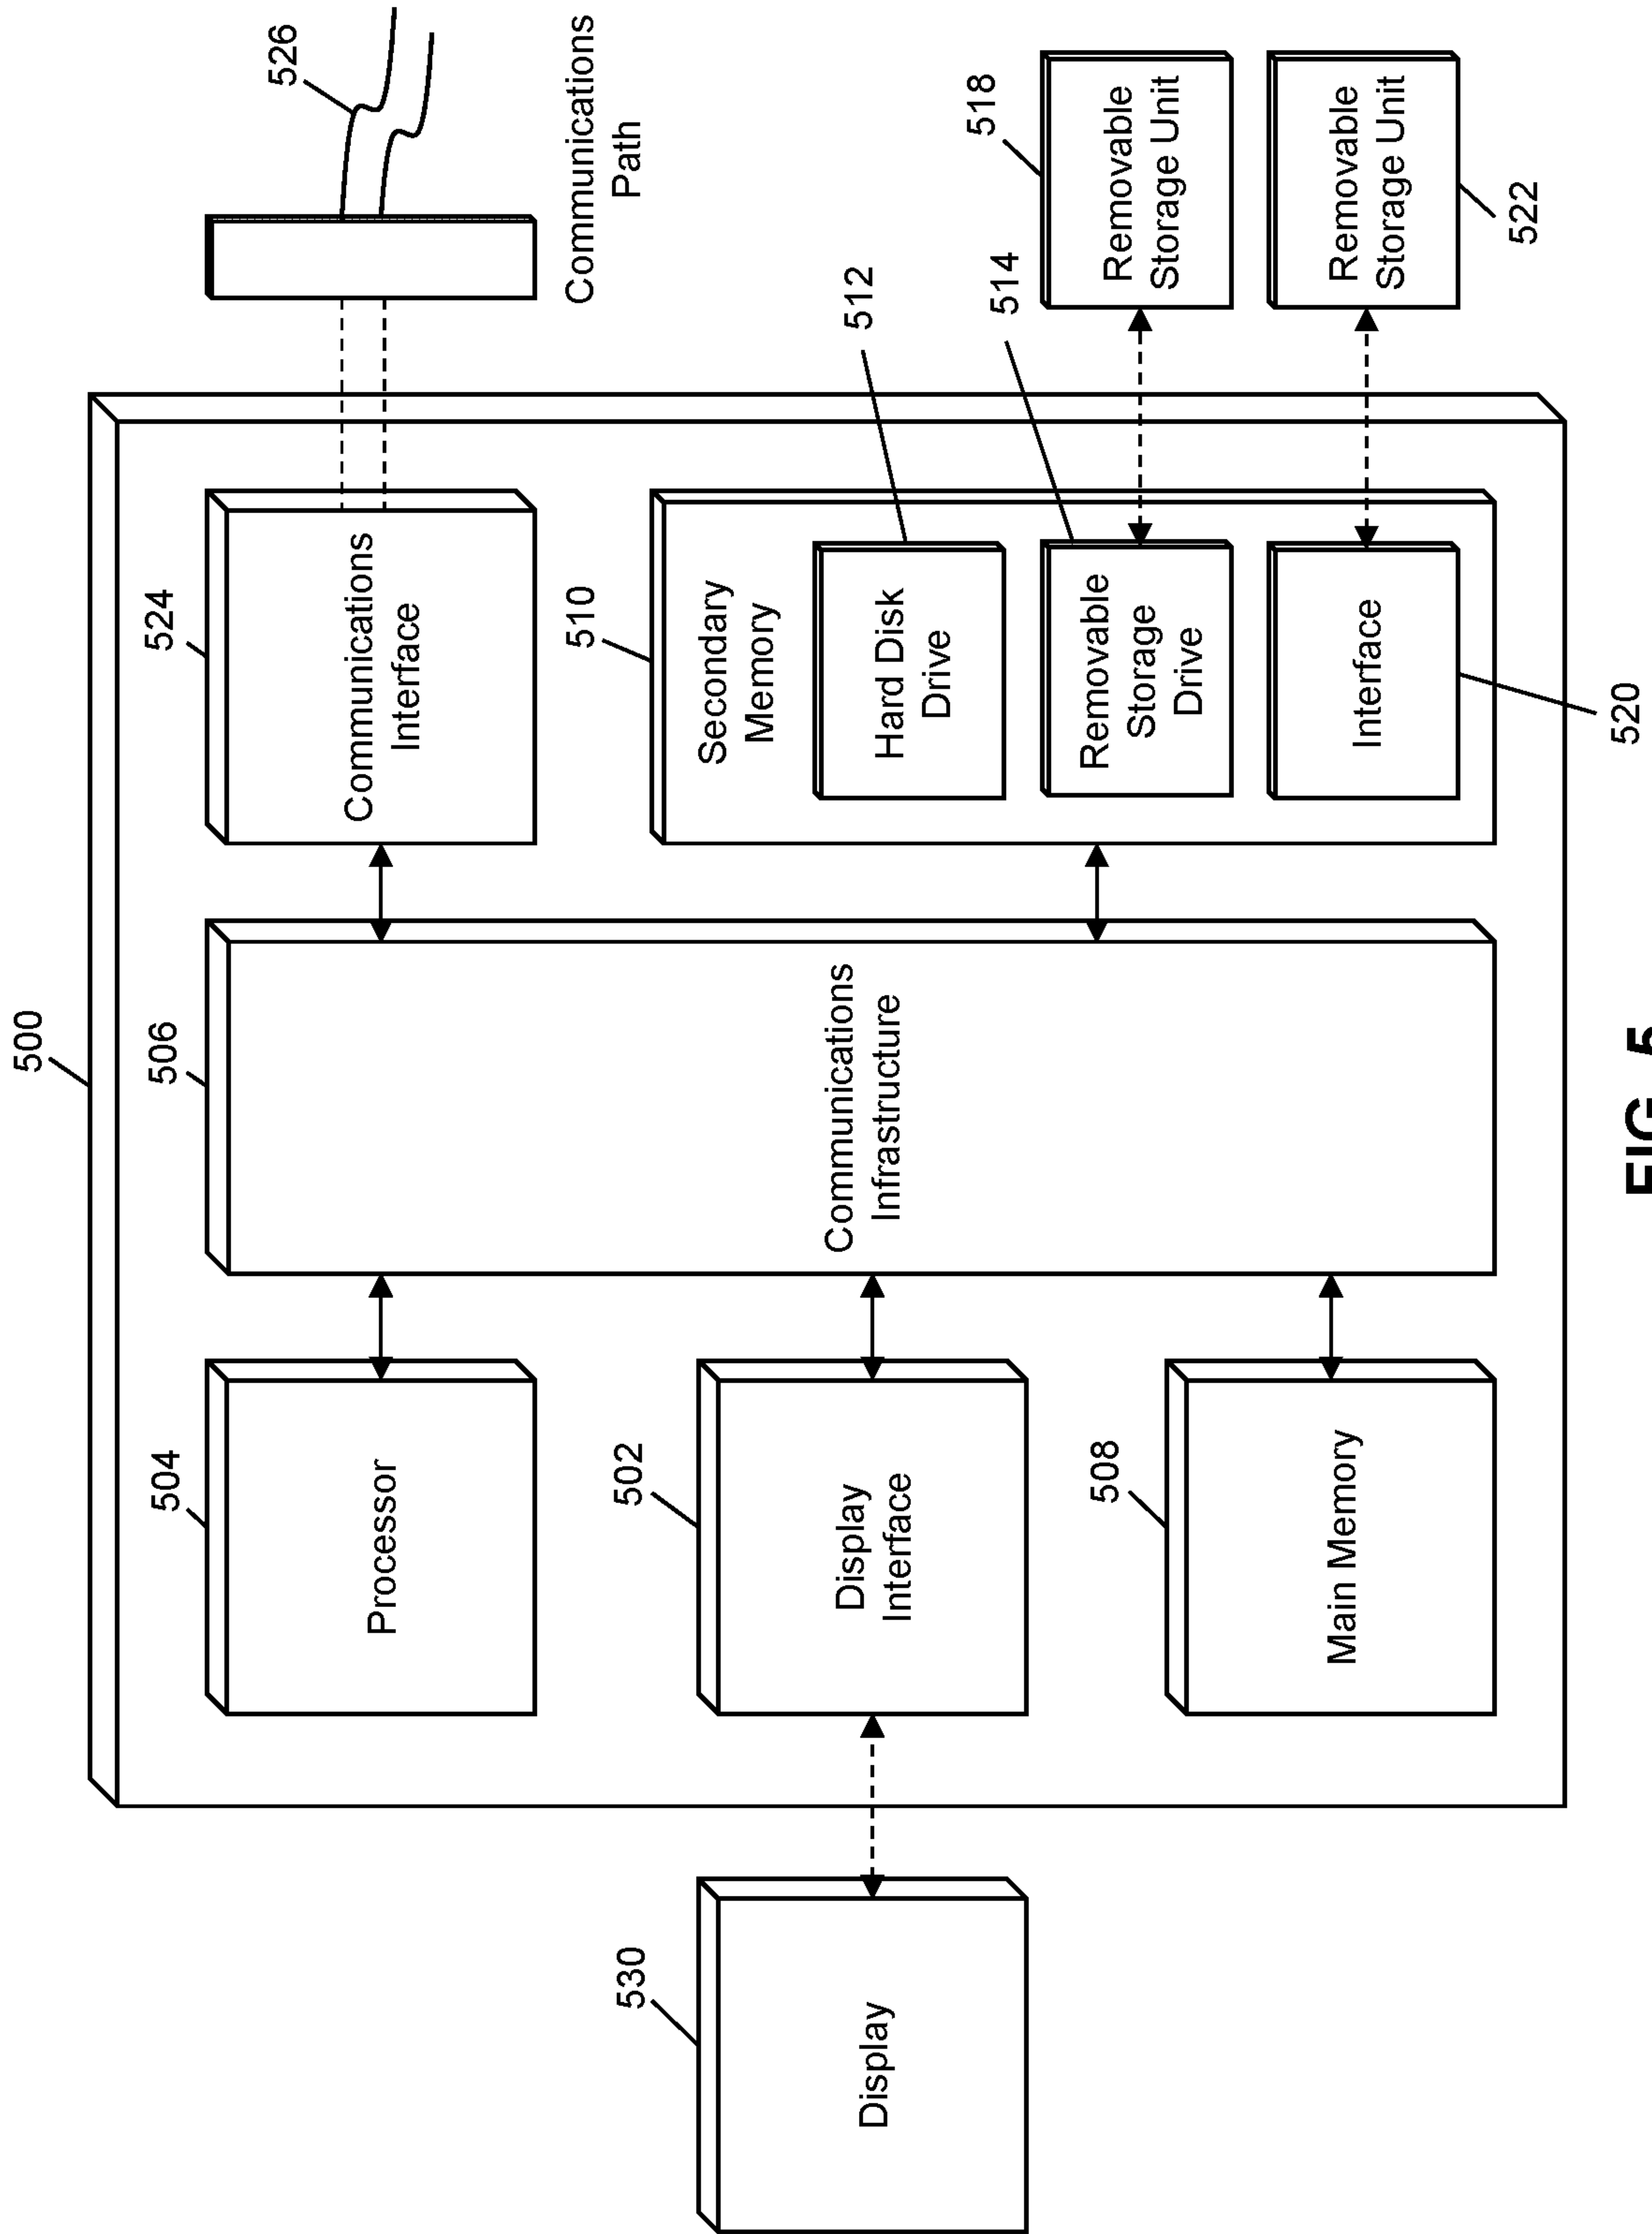 500
504
506
524
526
Processor
Communications
Interface
Communications
Path
530
502
510
Display
Display
Interface
Communications
Infrastructure
Secondary
Memory
512
Hard Disk
Drive
514
518
508
Removable
Storage
Drive
Removable
Storage Unit
Main Memory
Interface
Removable
Storage Unit
522
520
FIG. 5